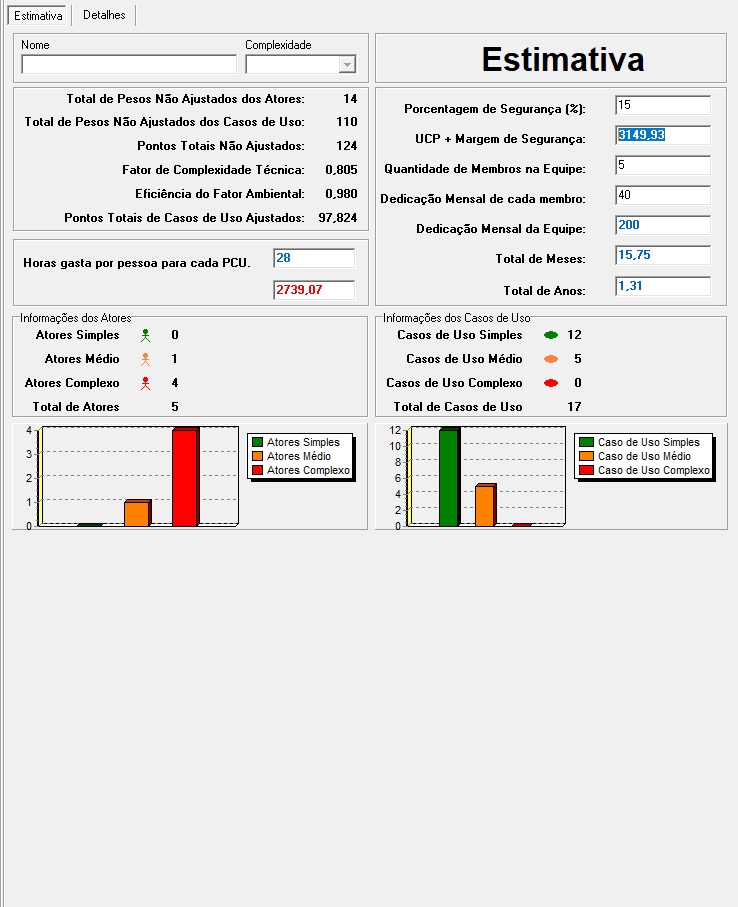 Estimativa
Detalhes
Nome
Complexidade
Estimativa
Total de Pesos Não Ajustados dos Atores: 14
Total de Pesos Não Ajustados dos Casos de Uso: 110
Pontos Totais Não Ajustados: 124
Fator de Complexidade Técnica: 0,805
Eficiência do Fator Ambiental: 0,980
Pontos Totais de Casos de Uso Ajustados: 97,824
Porcentagem de Segurança (%): 15
UCP + Margem de Segurança: 3149,93
Quantidade de Membros na Equipe: 5
Dedicação Mensal de cada membro: 40
Dedicação Mensal da Equipe: 200
Total de Meses: 15,75
Total de Anos: 1,31
Horas gasta por pessoa para cada PCU. 28
2739,07
Informações dos Atores
Atores Simples 0
Atores Médio 1
Atores Complexo 4
Total de Atores 5
Informações dos Casos de Uso
Casos de Uso Simples 12
Casos de Uso Médio 5
Casos de Uso Complexo 0
Total de Casos de Uso 17
4
3
2
1
0
Atores Simples
Atores Médio
Atores Complexo
12
10
8
6
4
2
0
Caso de Uso Simples
Caso de Uso Médio
Caso de Uso Complexo